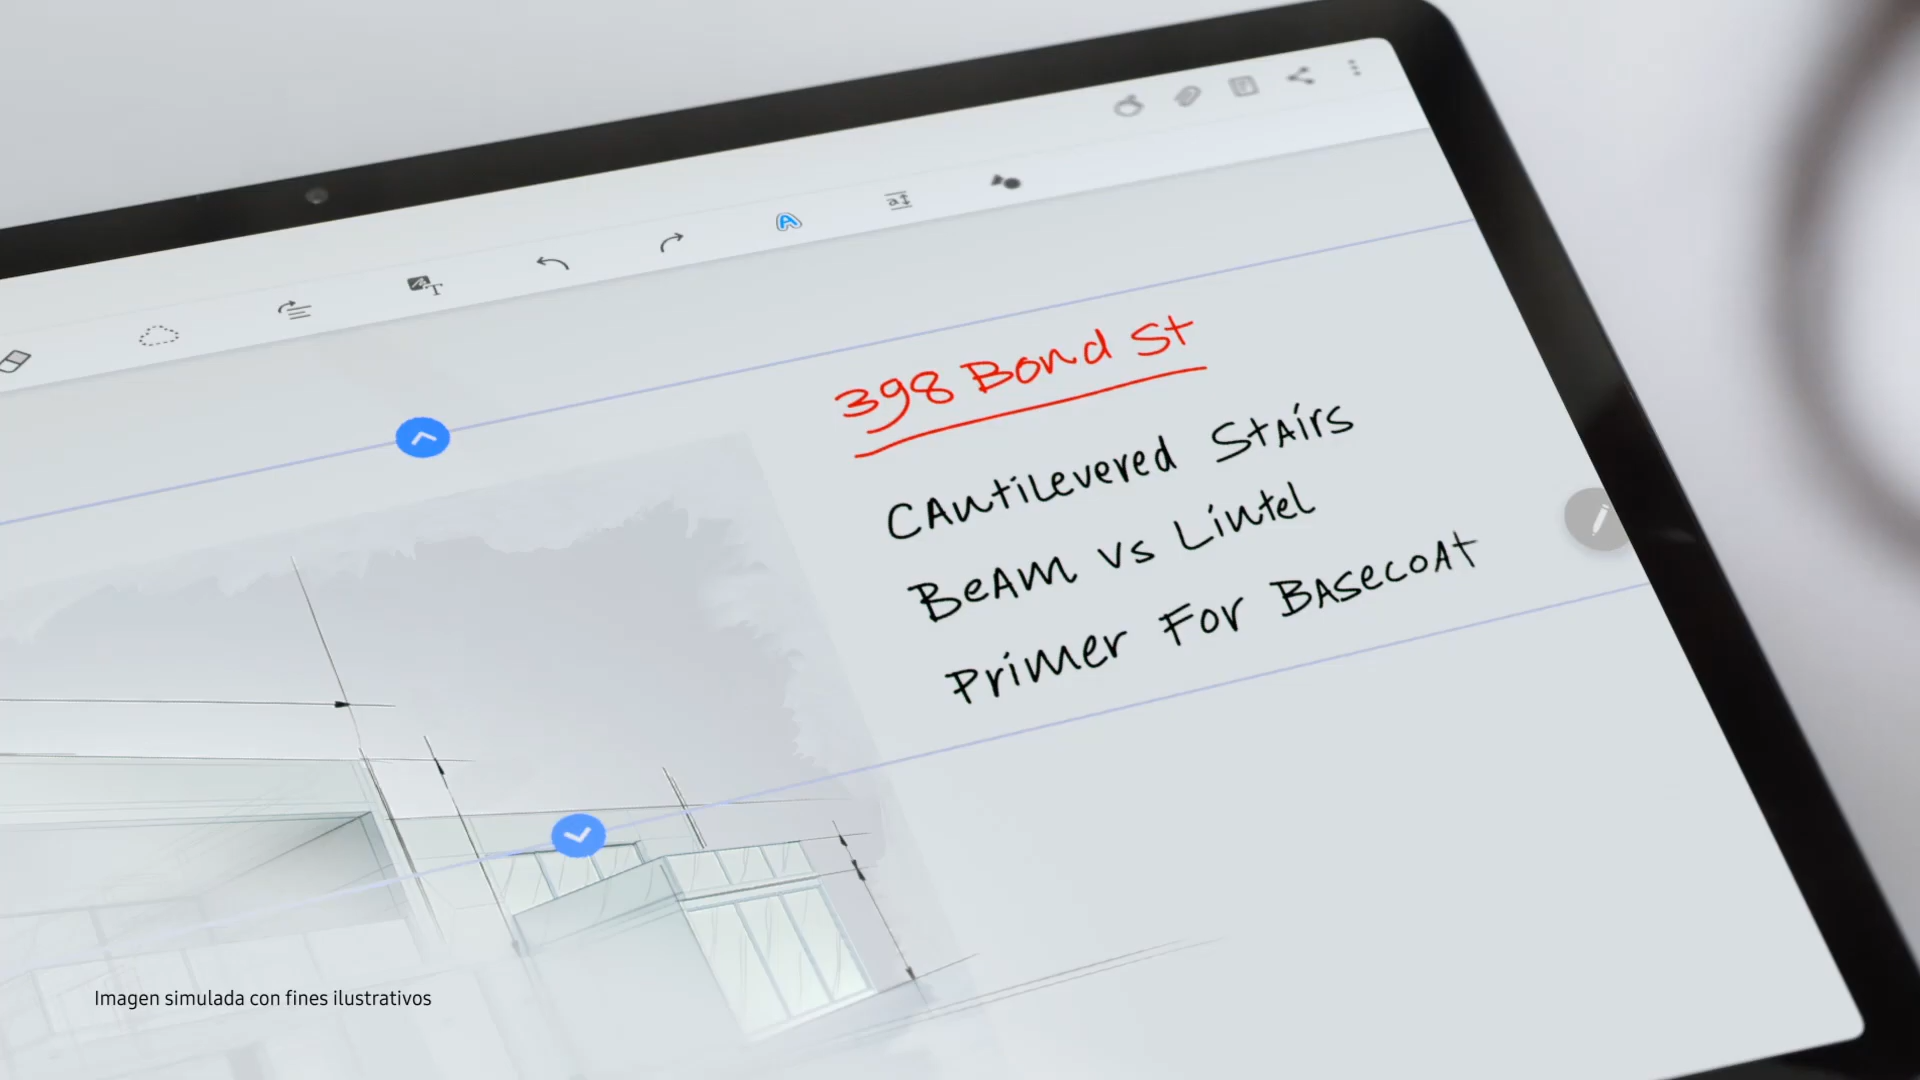 398 Bond St
CAntiLevered StAirs
BeAM vs Lintel
Primer For BAsecoAt
Imagen simulada con fines ilustrativos